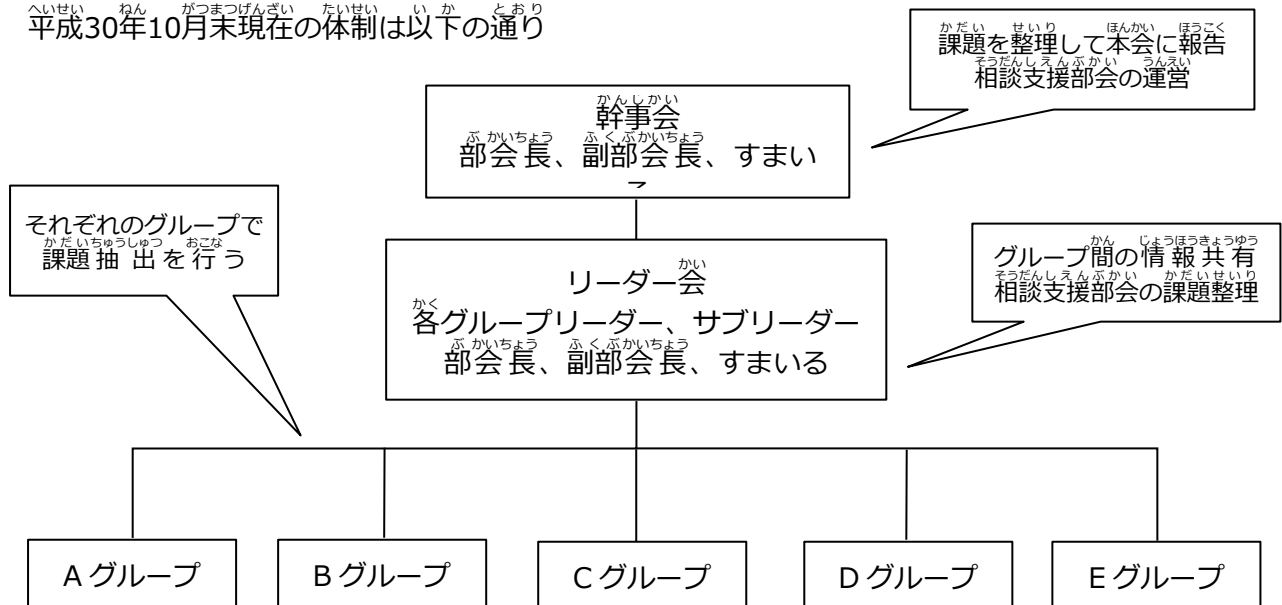 平成30年10月末現在の体制は以下の通り
課題を整理して本会に報告
相談支援部会の運営
幹事会
部会長、副部会長、すまい
それぞれのグループで
課題抽出を行う
リーダー会
各グループリーダー、サブリーダー
部会長、副部会長、すまいる
グループ間の情報共有
相談支援部会の課題整理
Aグループ
Bグループ
Cグループ
Dグループ
Eグループ